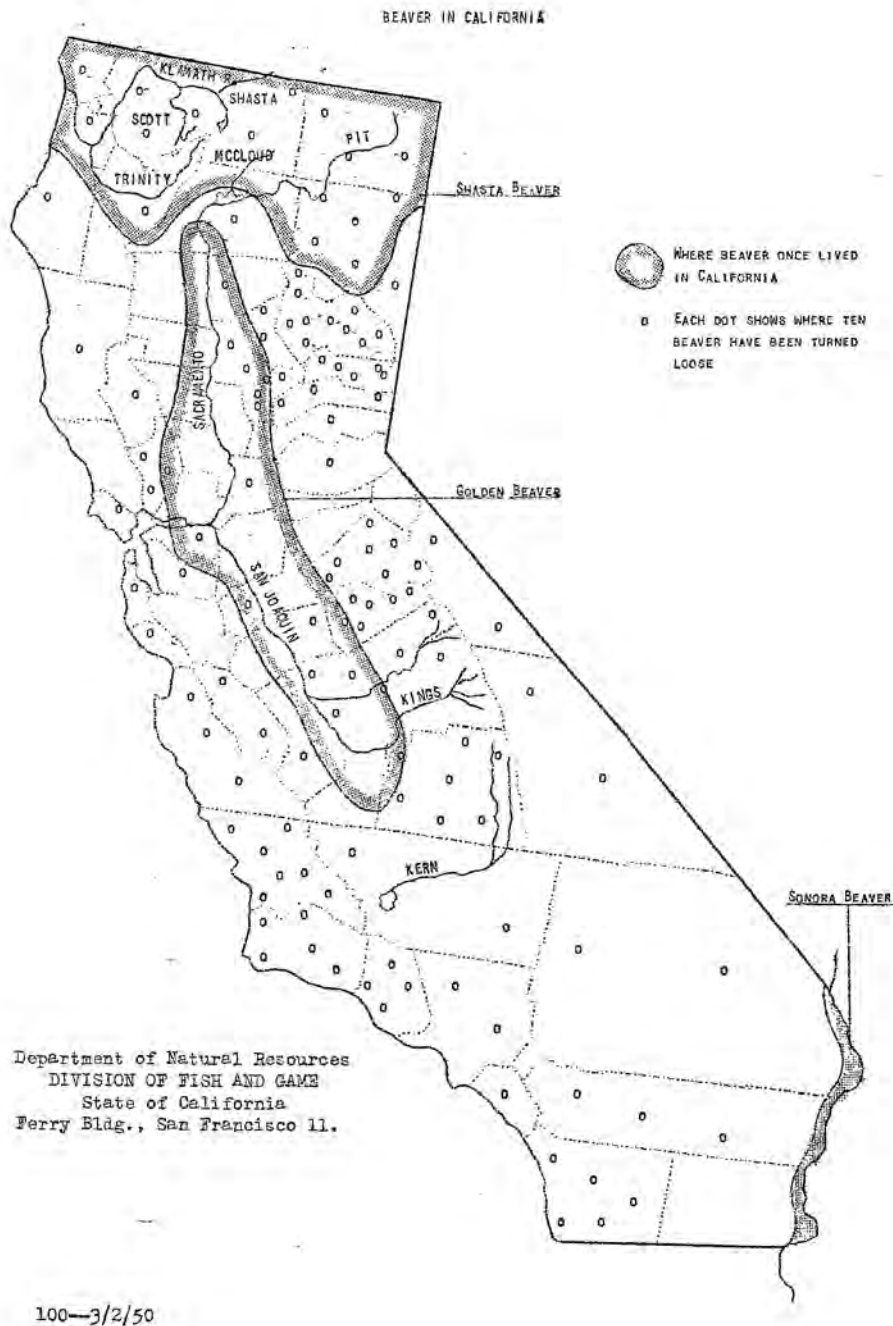 BEAVER IN CALIFORNIA
KLAMATH R.
SHASTA
SCOTT
PIT
MCCLOUD
TRINITY
SHASTA BEAVER
WHERE BEAVER ONCE LIVED
IN CALIFORNIA
EACH DOT SHOWS WHERE TEN
BEAVER HAVE BEEN TURNED
LOOSE
SACRAMENTO
GOLDEN BEAVER
SAN JOAQUIN
KINGS
KERN
SONORA BEAVER
Department of Natural Resources
DIVISION OF FISH AND GAME
State of California
Ferry Bldg., San Francisco 11.
100--3/2/50